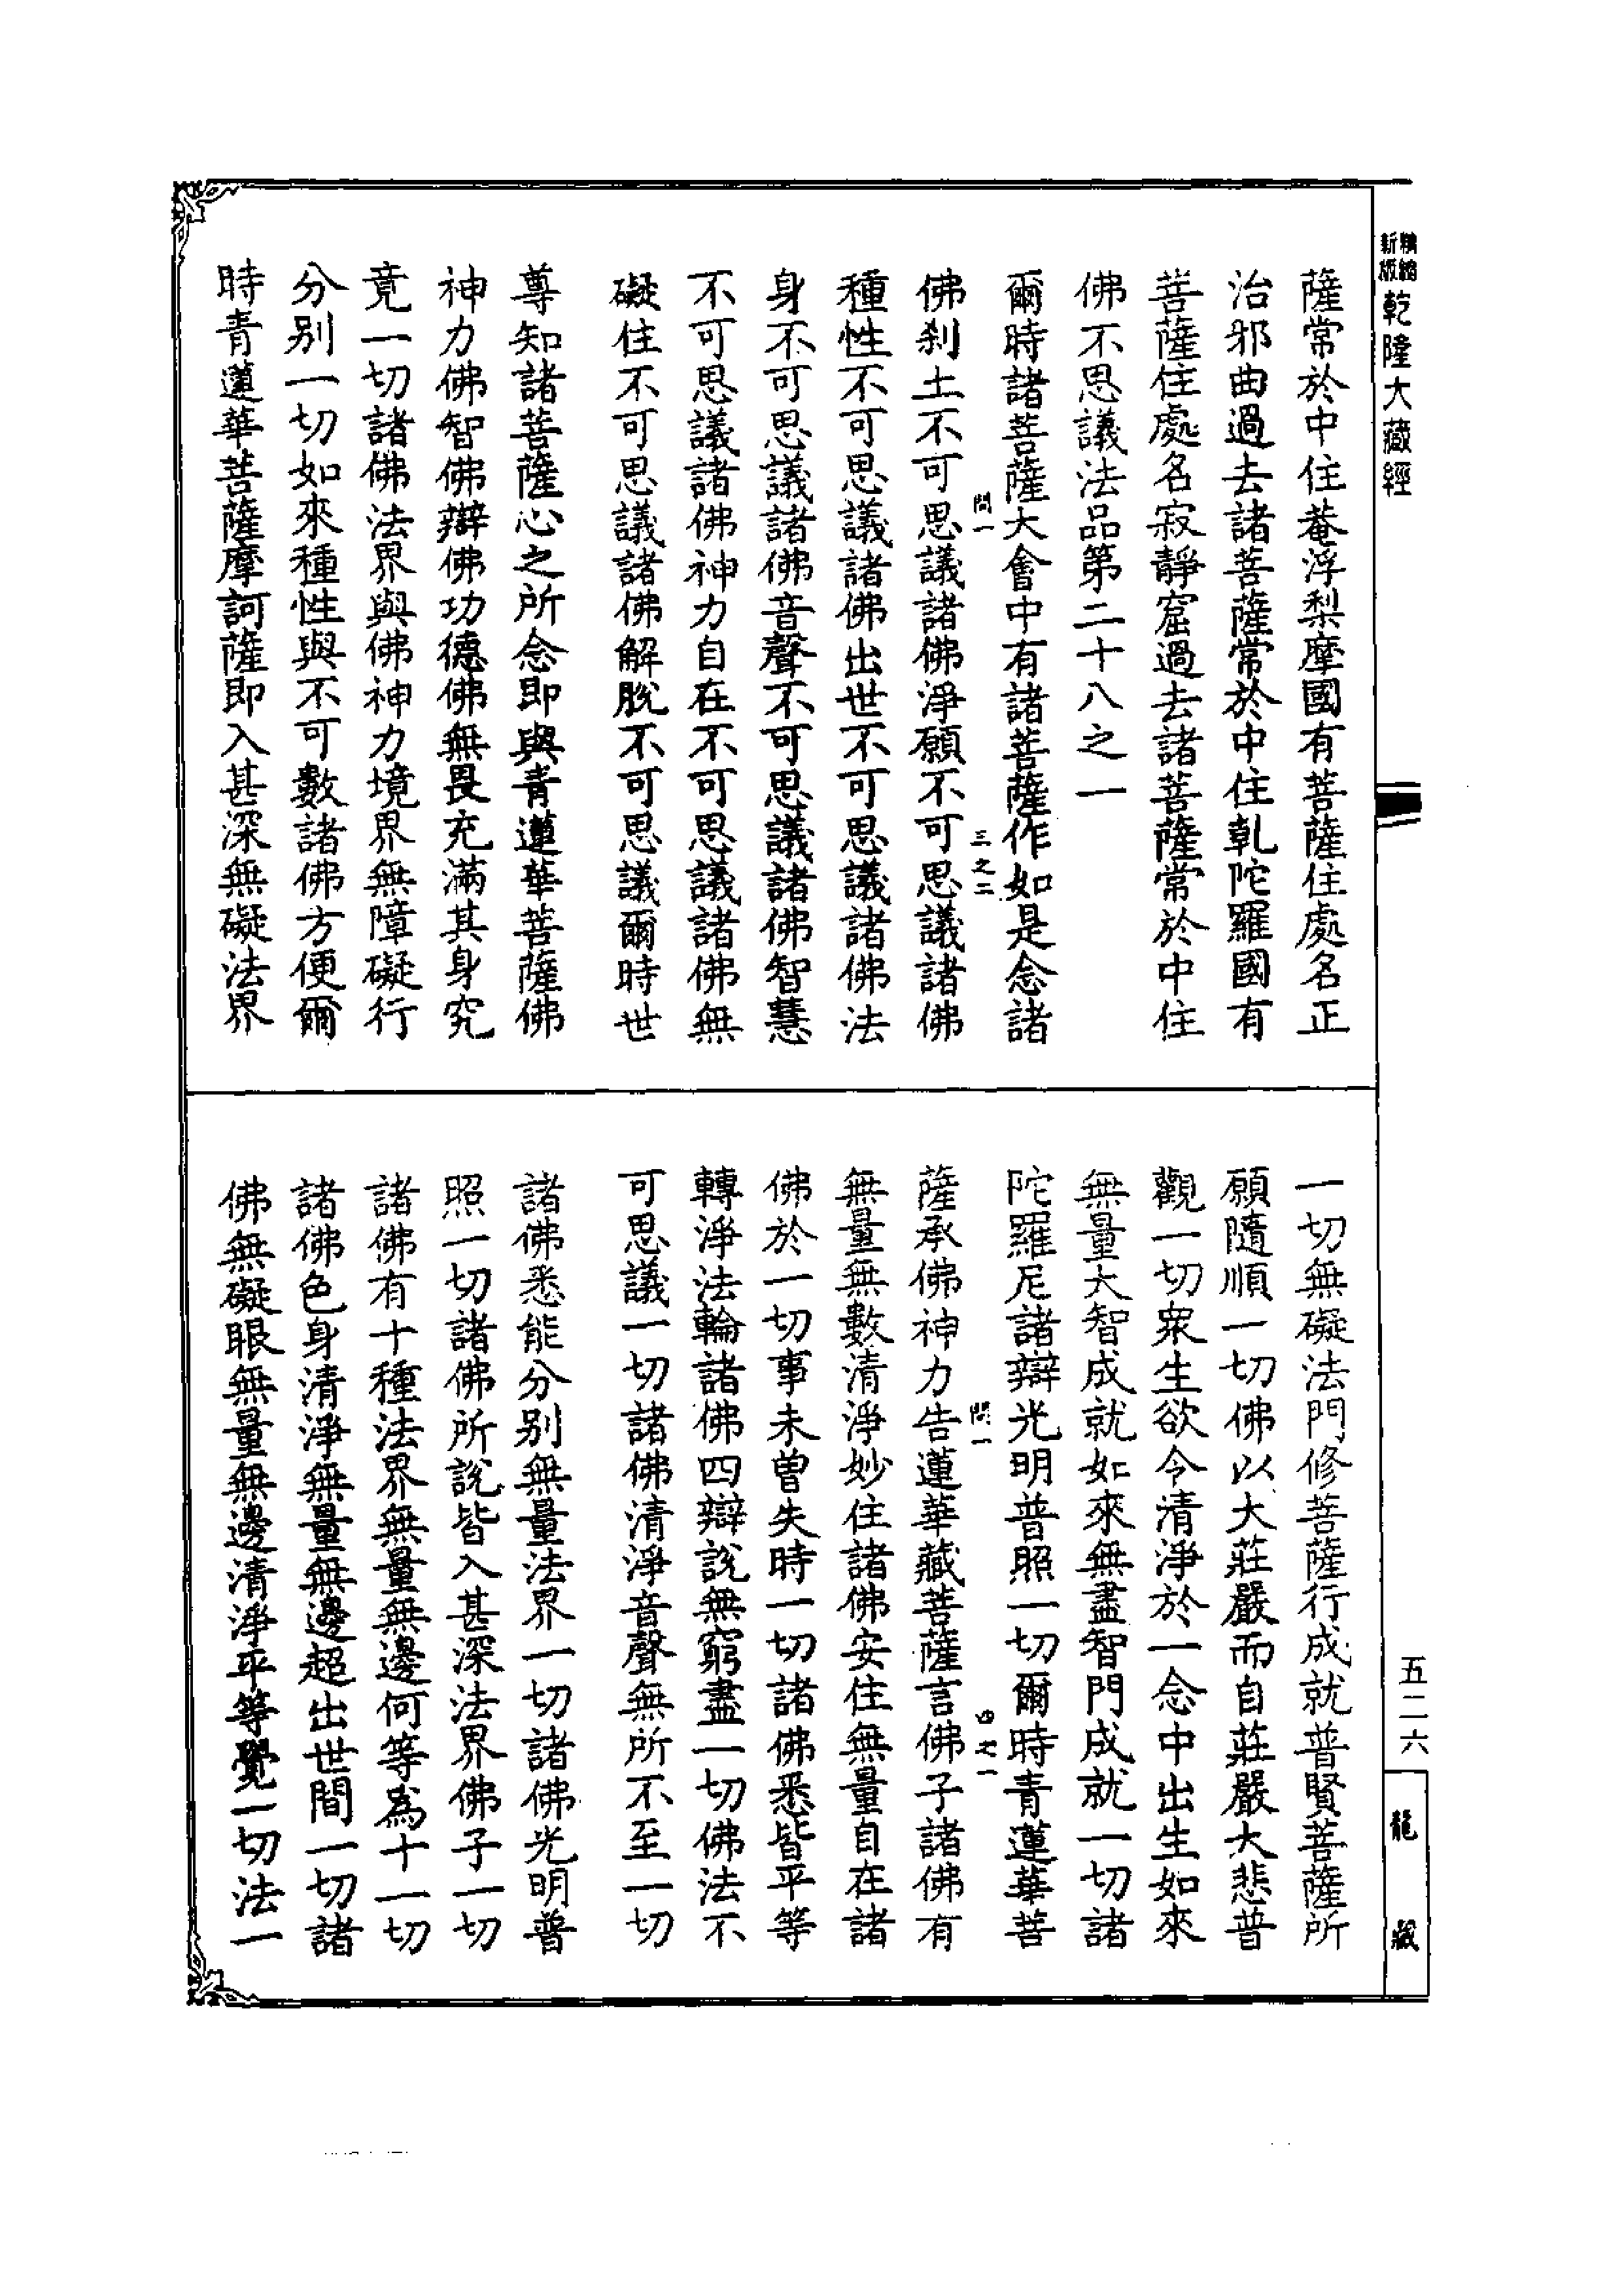 新版
精縮
乾隆大藏經
薩常於中住菴浮梨摩國有菩薩住處名正
治邪曲過去諸菩薩常於中住乹陀羅國有
菩薩住處名寂靜窟過去諸菩薩常於中住
佛不思議法品第二十八之一
爾時諸菩薩大會中有諸菩薩作如是念諸
問一
三之二
佛刹土不可思議諸佛淨願不可思議諸佛
種性不可思議諸佛出世不可思議諸佛法
身不可思議諸佛音聲不可思議諸佛智慧
不可思議諸佛神力自在不可思議諸佛無
礙住不可思議諸佛解脫不可思議爾時世
尊知諸菩薩心之所念即與青蓮華菩薩佛
神力佛智佛辯佛功德佛無畏充滿其身究
竟一切諸佛法界與佛神力境界無障礙行
分別一切如來種性與不可數諸佛方便爾
時青蓮華菩薩摩訶薩即入甚深無礙法界
一切無礙法門修菩薩行成就普賢菩薩所
願隨順一切佛以大莊嚴而自莊嚴大悲普
觀一切衆生欲令清淨於一念中出生如來
無量大智成就如來無盡智門成就一切諸
陀羅尼諸辯光明普照一切爾時青蓮華菩
問一
四之一
薩承佛神力告蓮華藏菩薩言佛子諸佛有
無量無數清淨妙住諸佛安住無量自在諸
佛於一切事未曾失時一切諸佛悉皆平等
轉淨法輪諸佛四辯說無窮盡一切佛法不
可思議一切諸佛清淨音聲無所不至一切
諸佛悉能分別無量法界一切諸佛光明普
照一切諸佛所說皆入甚深法界佛子一切
諸佛有十種法界無量無邊何等爲十一切
諸佛色身清淨無量無邊超出世間一切諸
佛無礙眼無量無邊清淨平等覺一切法一
五二六
龍藏